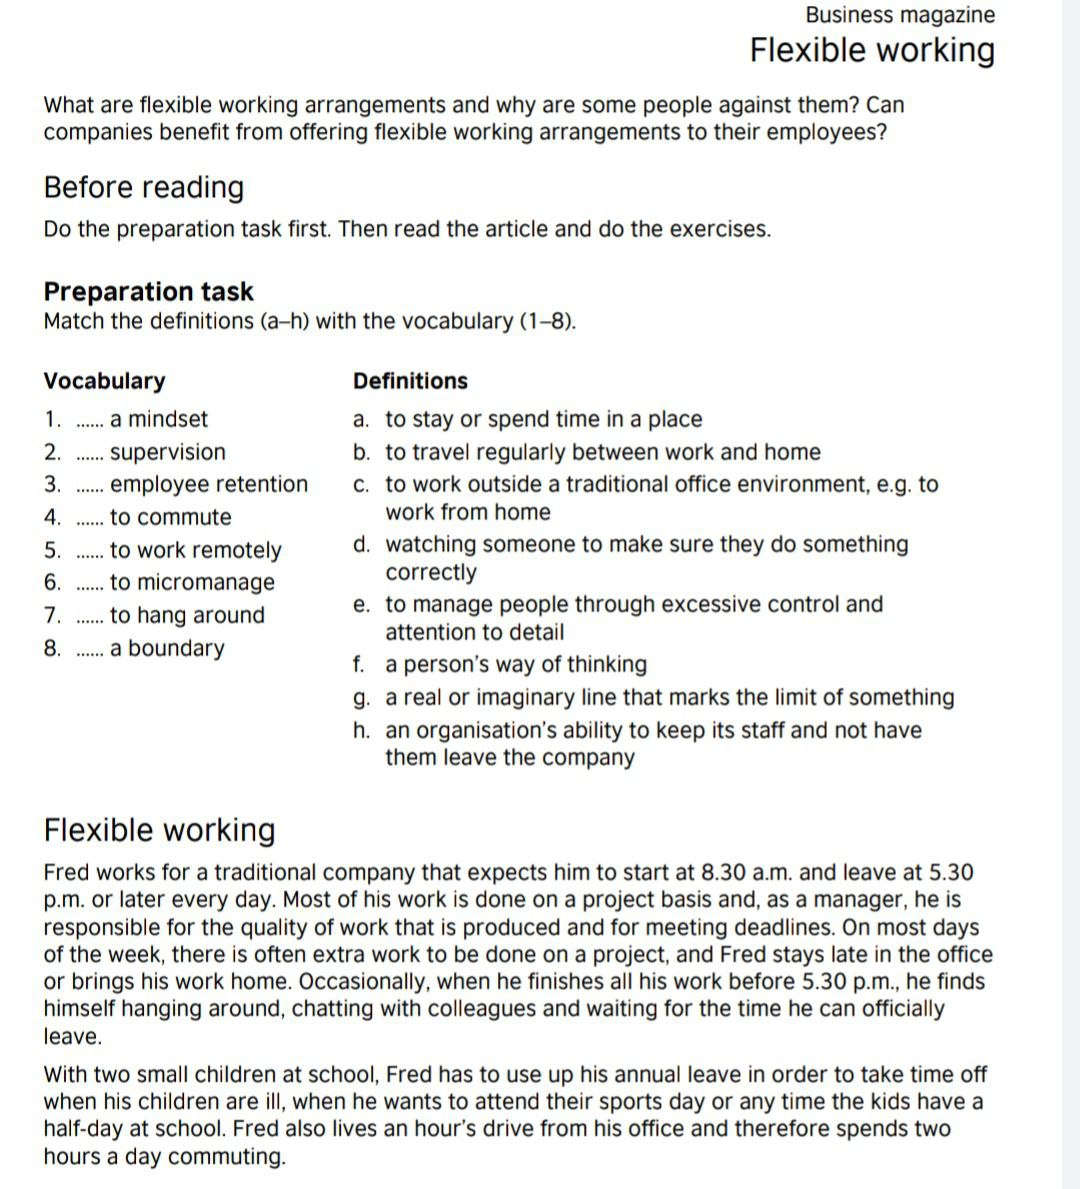 Business magazine
Flexible working
What are flexible working arrangements and why are some people against them? Can
companies benefit from offering flexible working arrangements to their employees?
Before reading
Do the preparation task first. Then read the article and do the exercises.
Preparation task
Match the definitions (a–h) with the vocabulary (1–8).
Vocabulary
1. ...... a mindset
2. ...... supervision
3. ...... employee retention
4. ...... to commute
5. ...... to work remotely
6. ...... to micromanage
7. ...... to hang around
8. ...... a boundary
Definitions
a. to stay or spend time in a place
b. to travel regularly between work and home
c. to work outside a traditional office environment, e.g. to
work from home
d. watching someone to make sure they do something
correctly
e. to manage people through excessive control and
attention to detail
f. a person's way of thinking
g. a real or imaginary line that marks the limit of something
h. an organisation's ability to keep its staff and not have
them leave the company
Flexible working
Fred works for a traditional company that expects him to start at 8.30 a.m. and leave at 5.30
p.m. or later every day. Most of his work is done on a project basis and, as a manager, he is
responsible for the quality of work that is produced and for meeting deadlines. On most days
of the week, there is often extra work to be done on a project, and Fred stays late in the office
or brings his work home. Occasionally, when he finishes all his work before 5.30 p.m., he finds
himself hanging around, chatting with colleagues and waiting for the time he can officially
leave.
With two small children at school, Fred has to use up his annual leave in order to take time off
when his children are ill, when he wants to attend their sports day or any time the kids have a
half-day at school. Fred also lives an hour's drive from his office and therefore spends two
hours a day commuting.